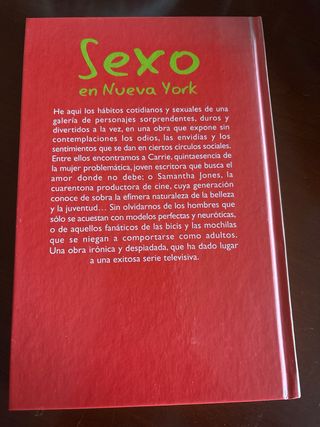 Sexo
en Nueva York
He aqui los hábitos cotidianos y sexuales de una
galería de personajes sorprendentes, duros y
divertidos a la vez, en una obra que expone sin
contemplaciones los odios, las envidias y los
sentimientos que se dan en ciertos círculos sociales.
Entre ellos encontramos a Carrie, quintaesencia de
la mujer problemática, joven escritora que busca el
amor donde no debe; o Samantha Jones, la
cuarentona productora de cine, cuya generación
conoce de sobra la efímera naturaleza de la belleza
y la juventud... Sin olvidarnos de los hombres que
sólo se acuestan con modelos perfectas y neuróticas,
o de aquellos fanáticos de las bicis y las mochilas
que se niegan a comportarse como adultos.
Una obra irónica y despiadada, que ha dado lugar
a una exitosa serie televisiva.